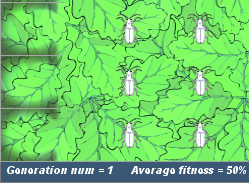 Generation num = 1 Average fitness = 50%